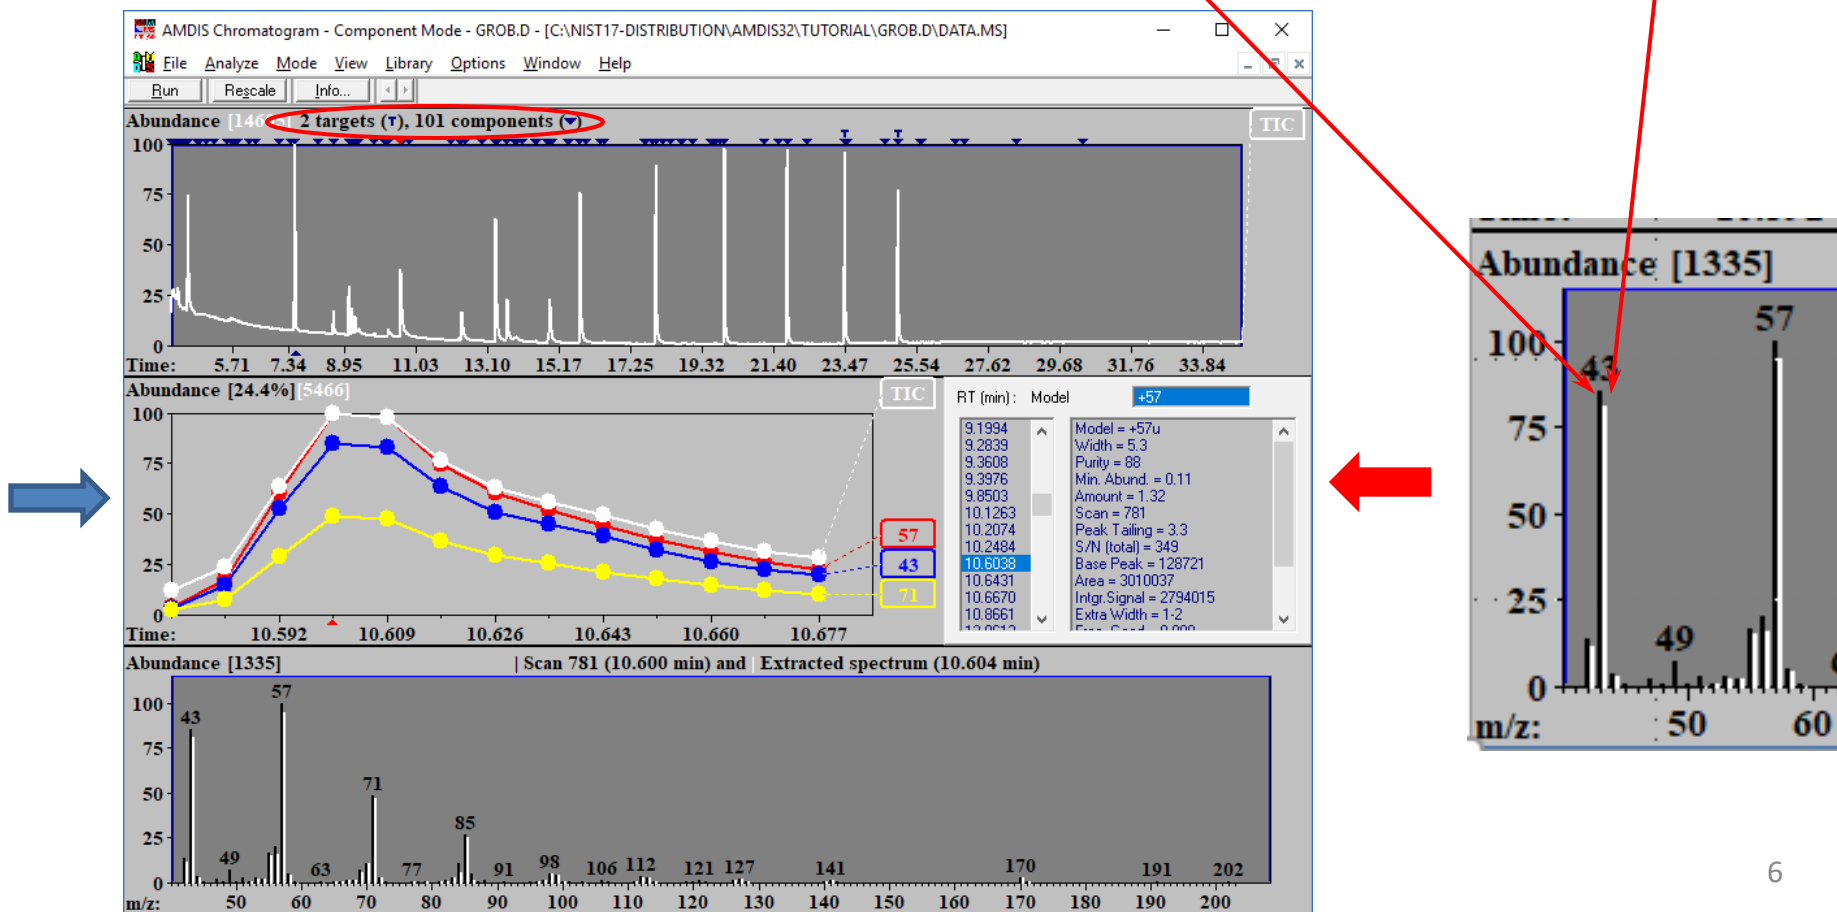 AMDIS Chromatogram - Component Mode - GROB.D - [C:\NIST17-DISTRIBUTION\AMDIS32\TUTORIAL\GROB.D\DATA.MS]
File Analyze Mode View Library Options Window Help
Run Rescale Info...
Abundance 2 targets (T), 101 components
TIC
T T
100
75
50
25
0
Time: 5.71 7.34 8.95 11.03 13.10 15.17 17.25 19.32 21.40 23.47 25.54 27.62 29.68 31.76 33.84
Abundance [24.4%] [5466]
TIC
100
75
50
25
0
57
43
71
Time: 10.592 10.609 10.626 10.643 10.660 10.677
RT (min) : Model +57
9.1994
9.2839
9.3608
9.3976
9.8503
10.1263
10.2074
10.2484
10.6038
10.6431
10.6670
10.8661
Model = +57u
Width = 5.3
Purity = 88
Min. Abund. = 0.11
Amount = 1.32
Scan = 781
Peak Tailing = 3.3
S/N (total) = 349
Base Peak = 128721
Area = 3010037
Intgr.Signal = 2794015
Extra Width = 1-2
Abundance [1335] | Scan 781 (10.600 min) and | Extracted spectrum (10.604 min)
100
75
50
25
0
43 49 57 63 71 77 85 91 98 106 112 121 127 141 170 191 202
m/z: 50 60 70 80 90 100 110 120 130 140 150 160 170 180 190 200
Abundance [1335]
100
75
50
25
0
43 49 57
m/z: 50 60
6